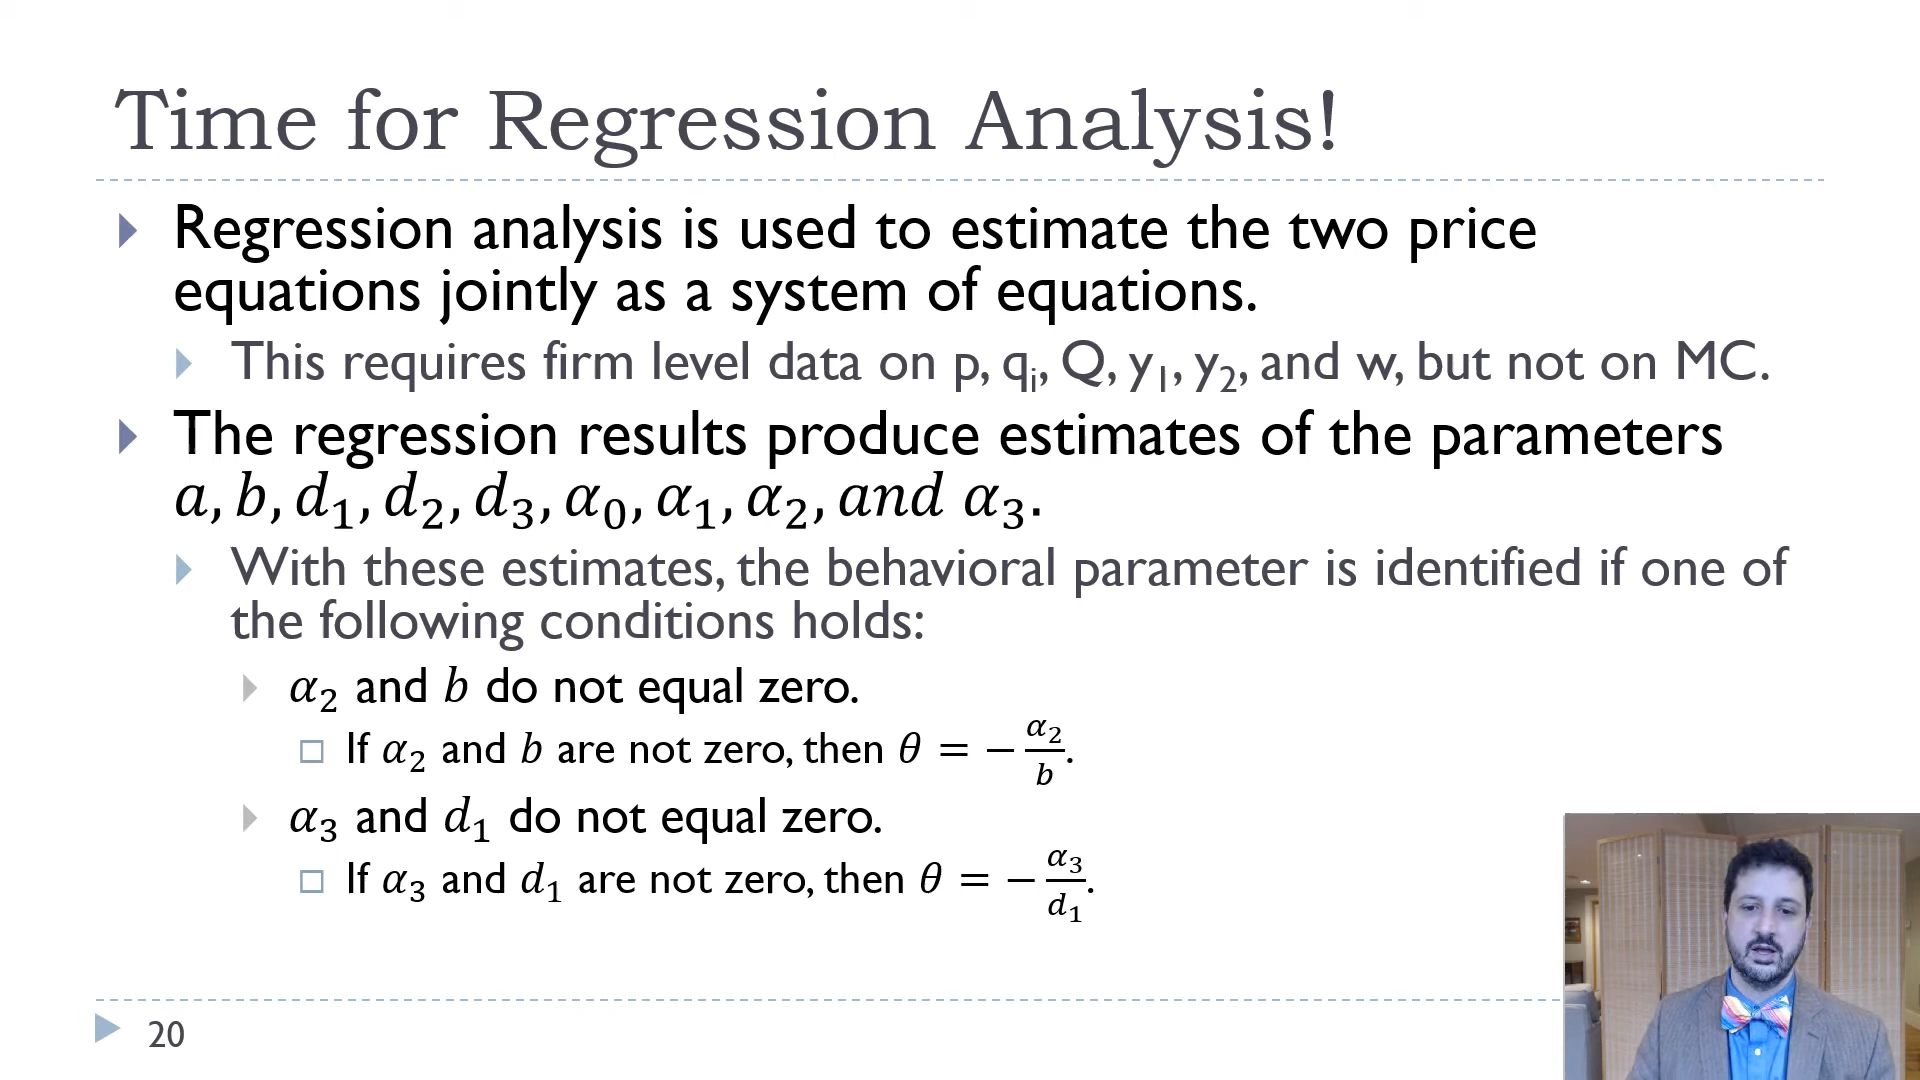 Time for Regression Analysis!
Regression analysis is used to estimate the two price
equations jointly as a system of equations.
This requires firm level data on p, qᵢ, Q, y₁, y₂, and w, but not on MC.
The regression results produce estimates of the parameters
a, b, d₁, d₂, d₃, α₀, α₁, α₂, and α₃.
With these estimates, the behavioral parameter is identified if one of
the following conditions holds:
α₂ and b do not equal zero.
If α₂ and b are not zero, then θ = −α₂/b.
α₃ and d₁ do not equal zero.
If α₃ and d₁ are not zero, then θ = −α₃/d₁.
20